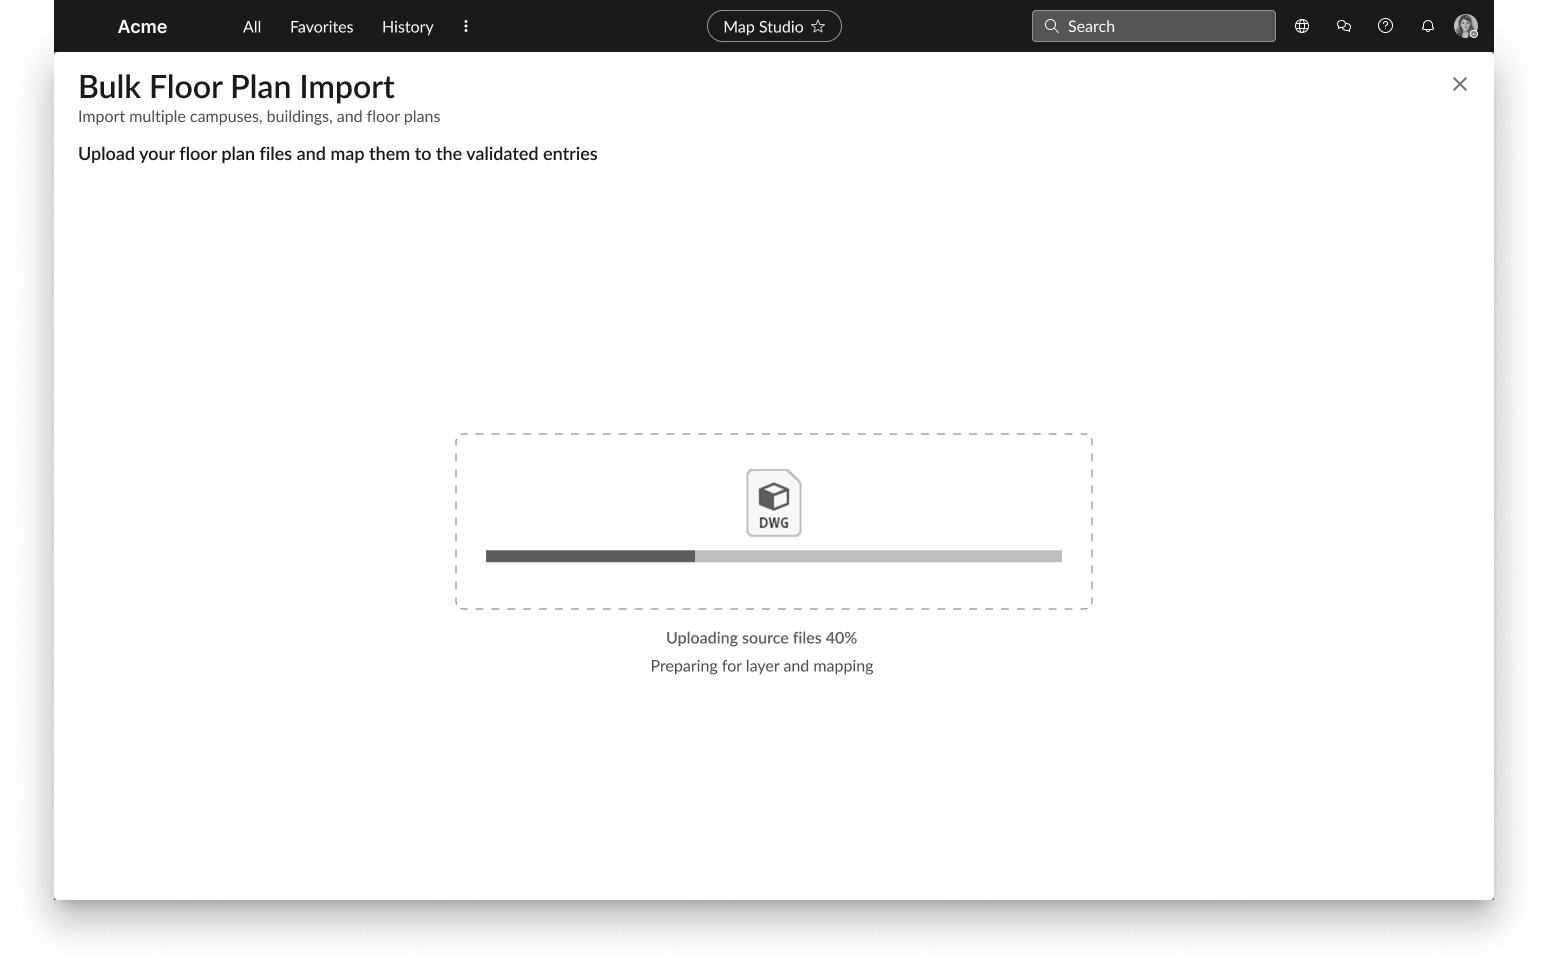 Acme All Favorites History Map Studio Search
Bulk Floor Plan Import
Import multiple campuses, buildings, and floor plans
Upload your floor plan files and map them to the validated entries
DWG
Uploading source files 40%
Preparing for layer and mapping